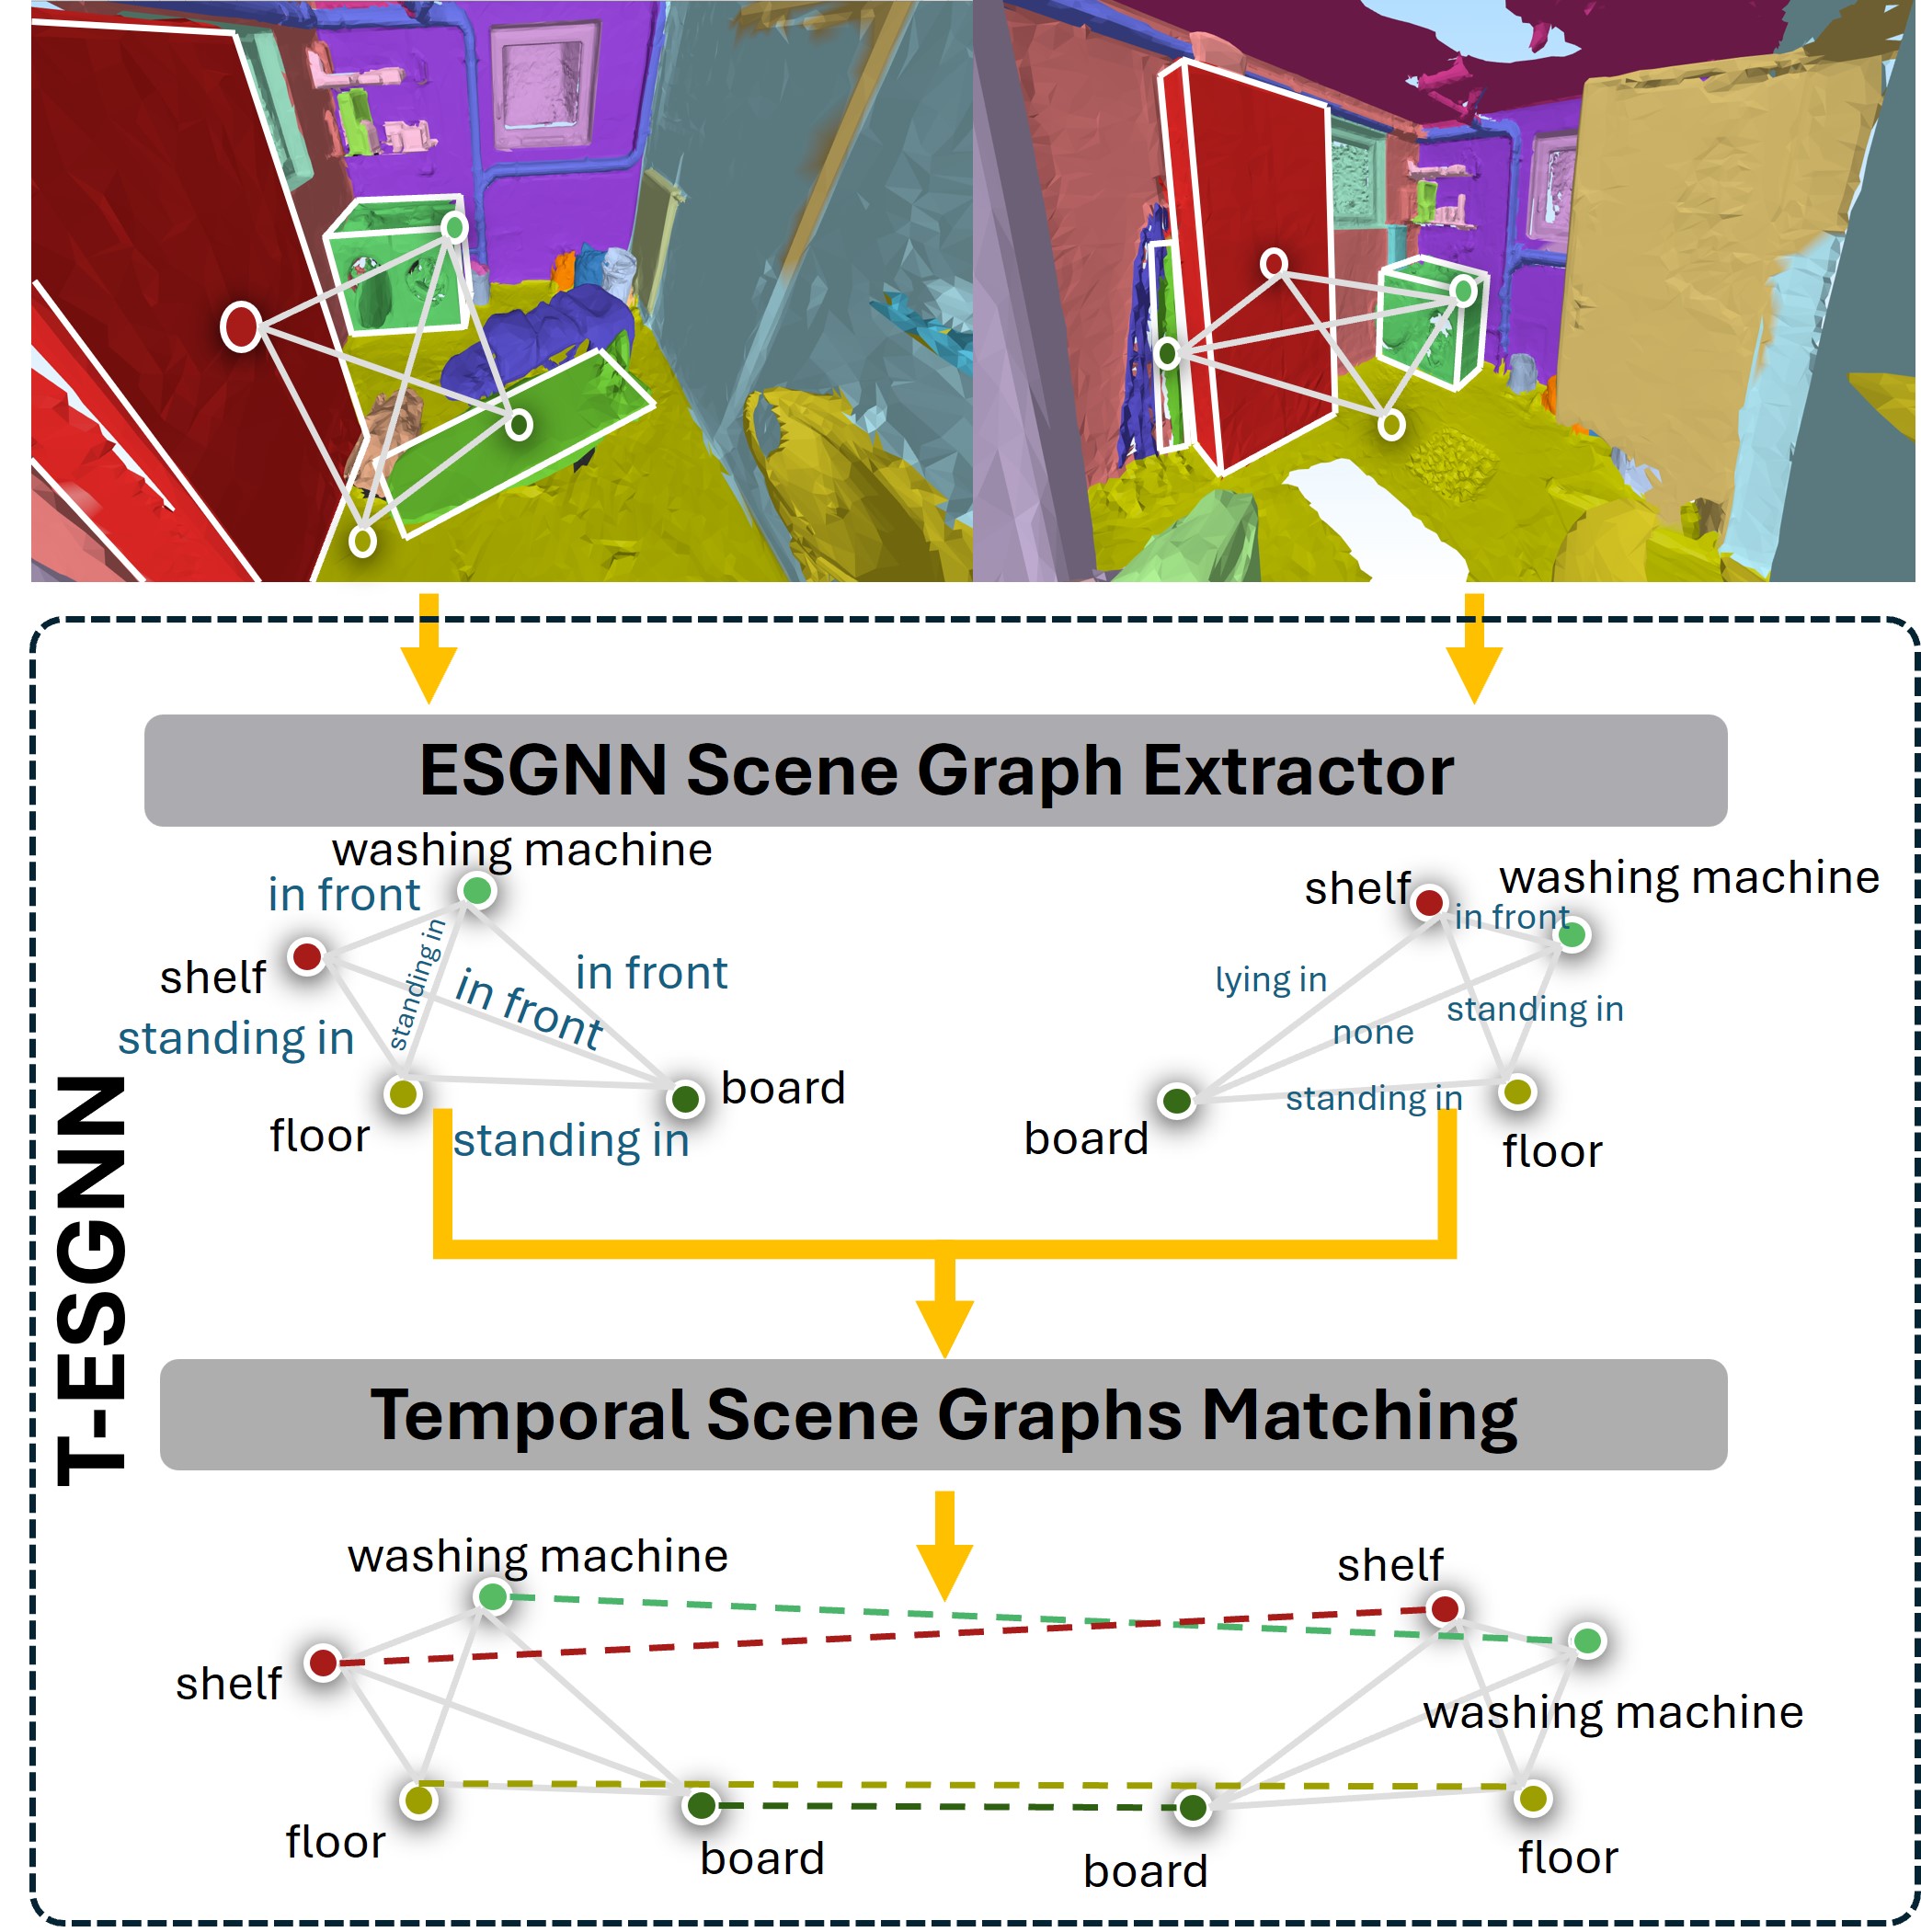 ESGNN Scene Graph Extractor
washing machine
in front
shelf
standing in
in front
in front
standing in
board
floor
standing in
shelf
washing machine
in front
lying in
standing in
none
standing in
board
floor
T-ESGNN
Temporal Scene Graphs Matching
washing machine
shelf
shelf
washing machine
floor
board
board
floor